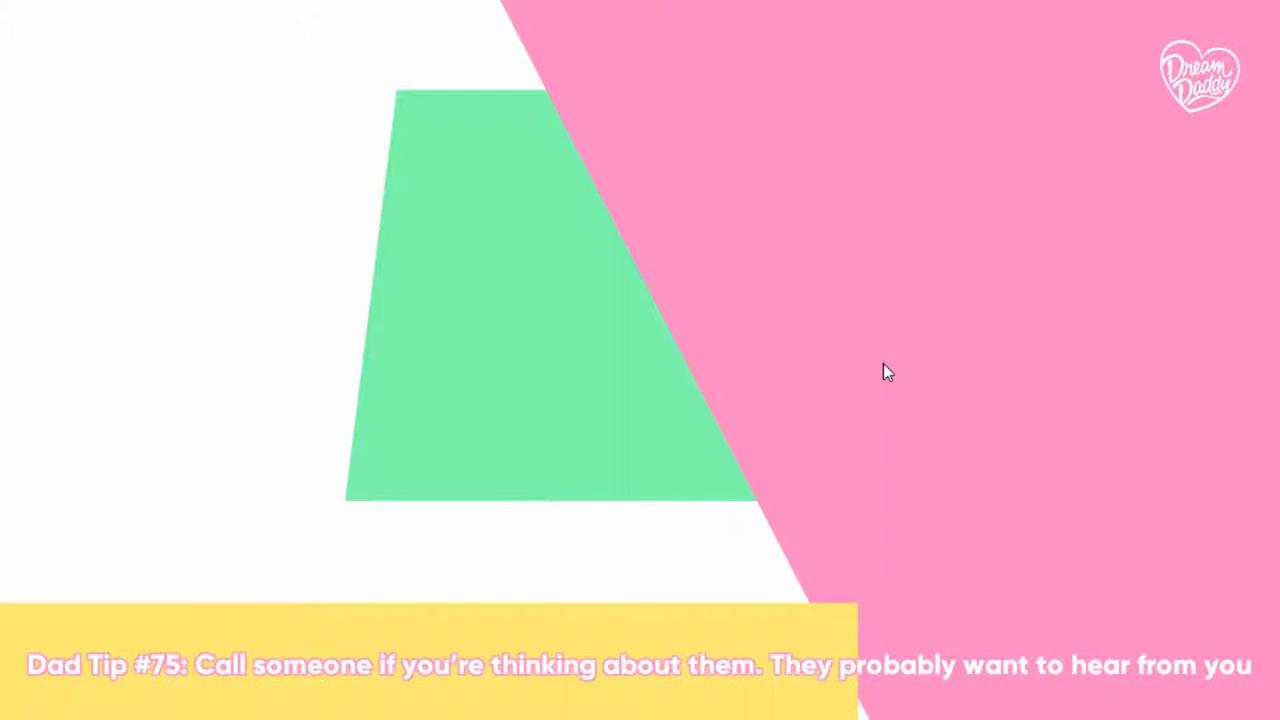 Dream
Daddy
Dad Tip #75: Call someone if you’re thinking about them. They probably want to hear from you